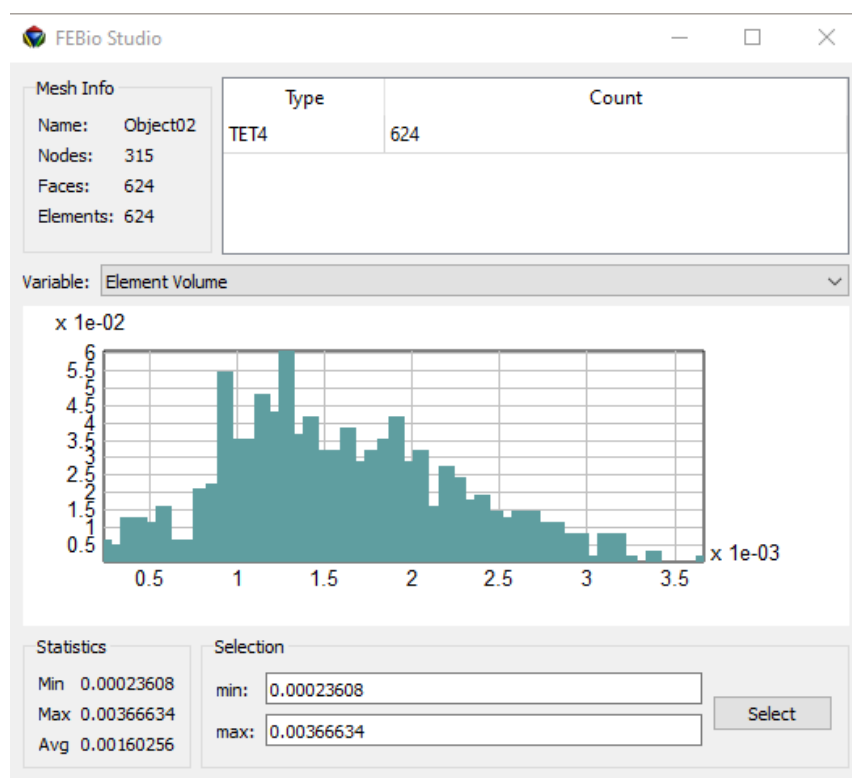 FEBio Studio
Mesh Info
Name: Object02
Nodes: 315
Faces: 624
Elements: 624
Type Count
TET4 624
Variable: Element Volume
x 1e-02
6
5.5
5
4.5
4
3.5
3
2.5
2
1.5
1
0.5
0.5 1 1.5 2 2.5 3 3.5 x 1e-03
Statistics
Min 0.00023608
Max 0.00366634
Avg 0.00160256
Selection
min: 0.00023608
max: 0.00366634
Select